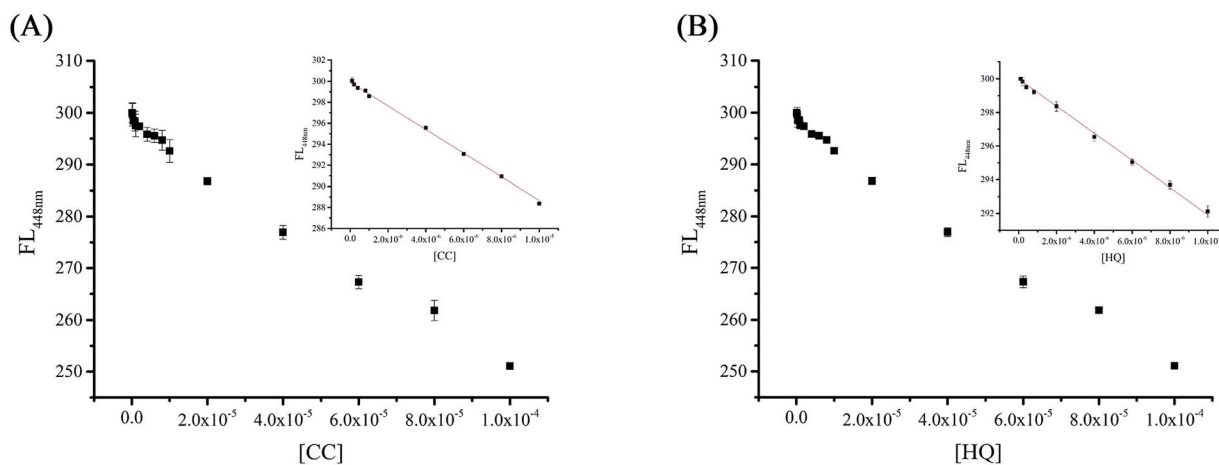 (A)
310
300
290
280
270
260
250
FL448nm
0.0
2.0x10-5
4.0x10-5
6.0x10-5
8.0x10-5
1.0x10-4
[CC]
302
300
298
296
294
292
290
288
286
FL448nm
0.0
2.0x10-6
4.0x10-6
6.0x10-6
8.0x10-6
1.0x10-5
[CC]
(B)
310
300
290
280
270
260
250
FL448nm
0.0
2.0x10-5
4.0x10-5
6.0x10-5
8.0x10-5
1.0x10-4
[HQ]
300
298
296
294
292
FL448nm
0.0
2.0x10-6
4.0x10-6
6.0x10-6
8.0x10-6
1.0x10-5
[HQ]